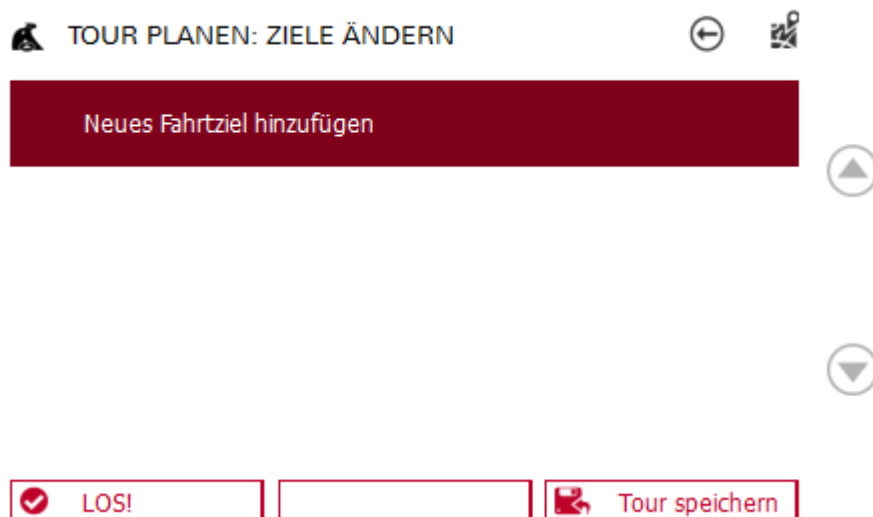 TOUR PLANEN: ZIELE ÄNDERN
Neues Fahrtziel hinzufügen
LOS!
Tour speichern